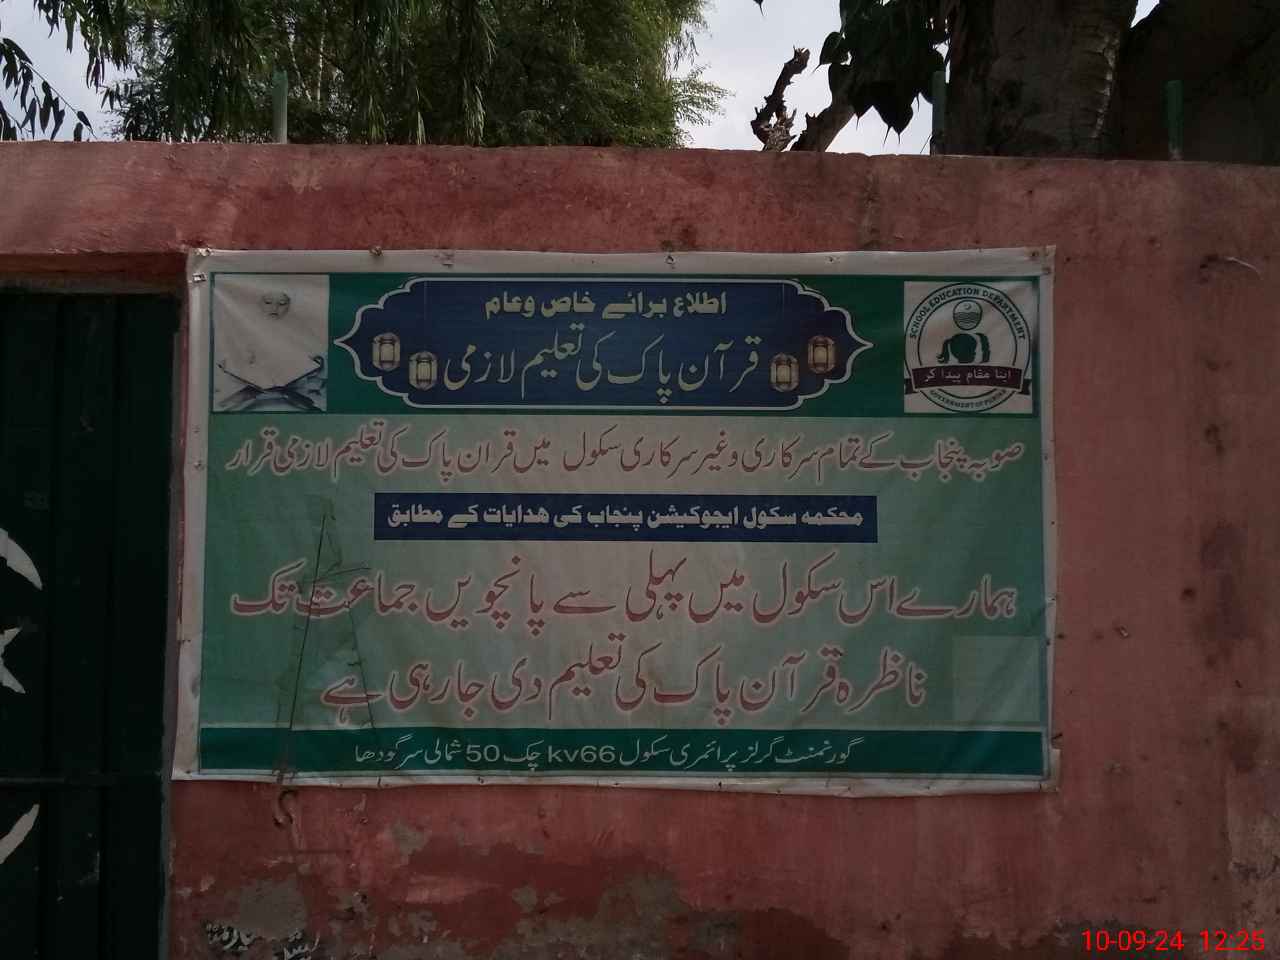 اطلاع برائے خاص و عام
قرآن پاک کی تعلیم لازمی
SCHOOL EDUCATION DEPARTMENT
اپنا مقام پیدا کر
GOVERNMENT OF PUNJAB
صوبہ پنجاب کے تمام سرکاری و غیر سرکاری سکول میں قران پاک کی تعلیم لازمی قرار
محکمہ سکول ایجوکیشن پنجاب کی ھدایات کے مطابق
ہمارے اس سکول میں پہلی سے پانچویں جماعت تک
ناظرہ قرآن پاک کی تعلیم دی جارہی ہے
گورنمنٹ گرلز پرائمری سکول kv66 چک 50 شمالی سرگودھا
10-09-24 12:25